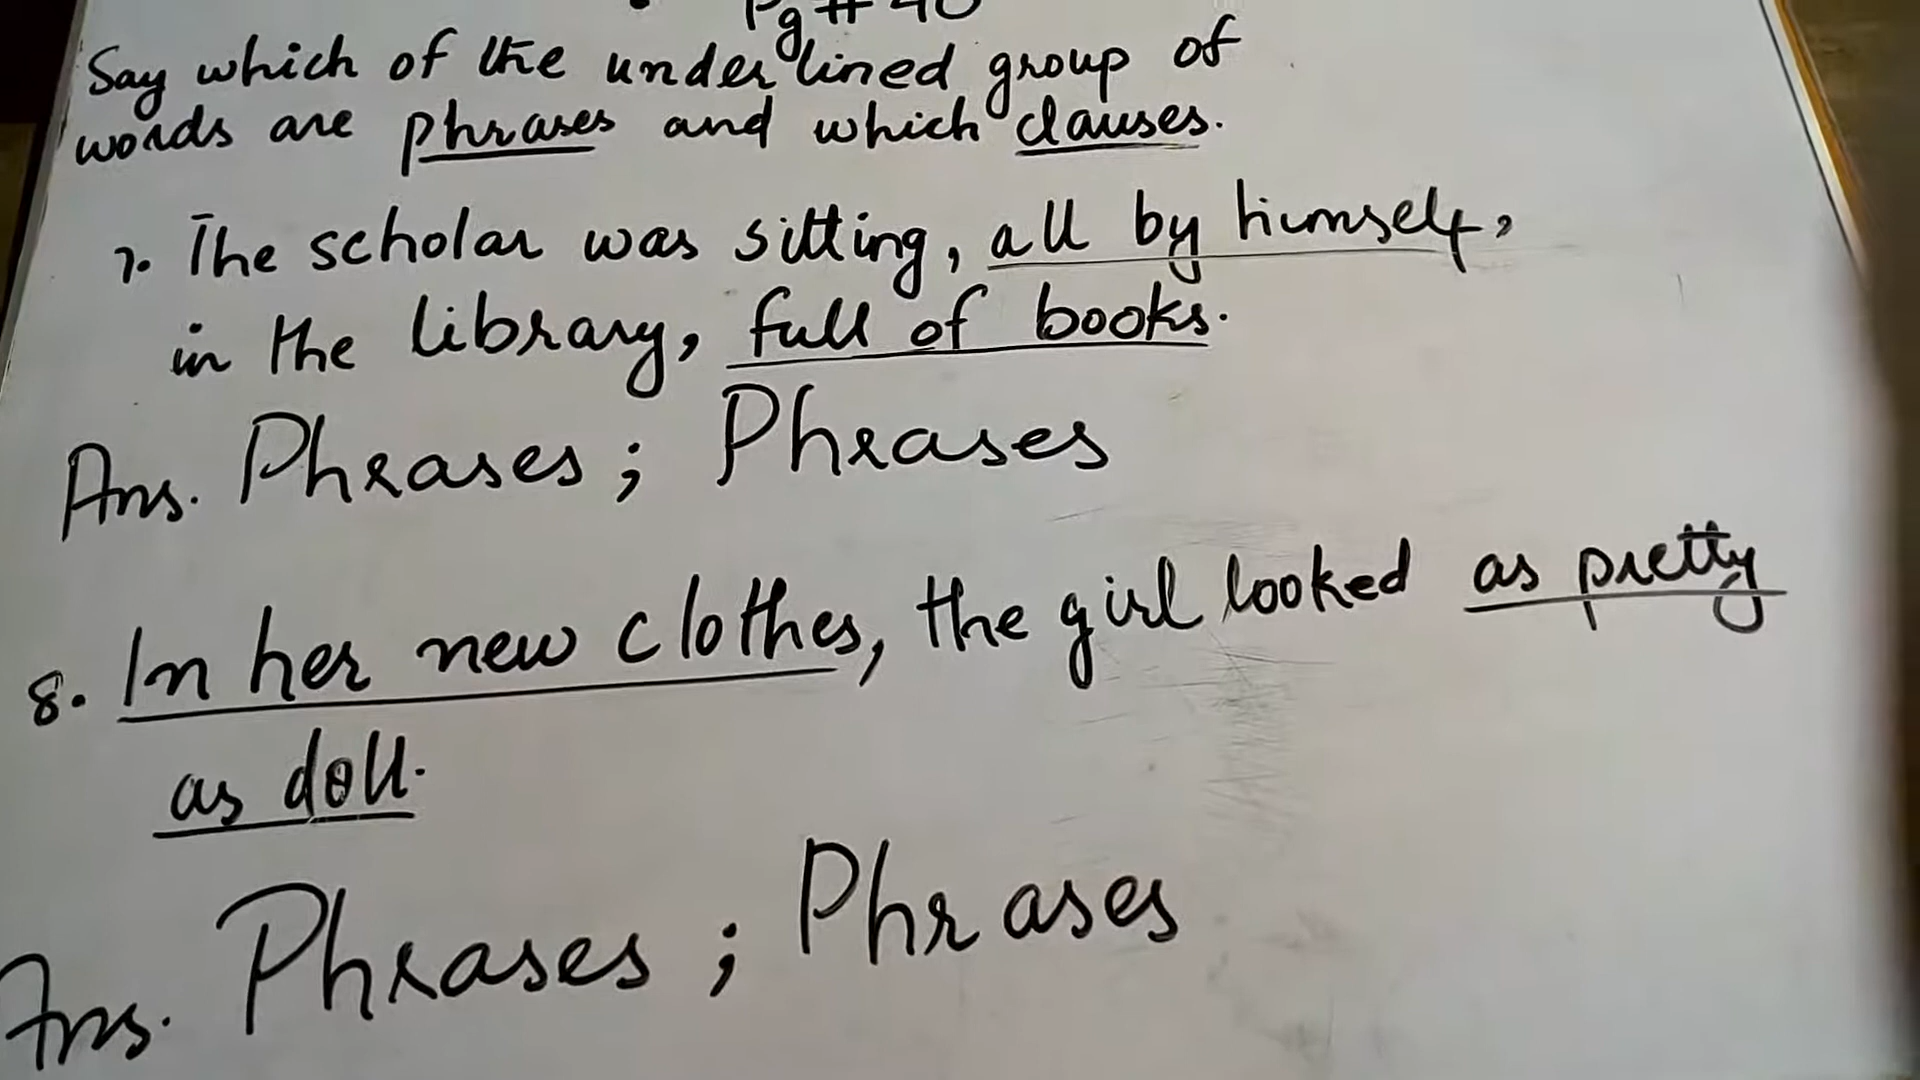 Pg # 40
Say which of the underlined group of
words are phrases and which clauses.
7. The scholar was sitting, all by himself,
in the library, full of books.
Ans. Phrases ; Phrases
8. In her new clothes, the girl looked as pretty
as doll.
Ans. Phrases ; Phrases